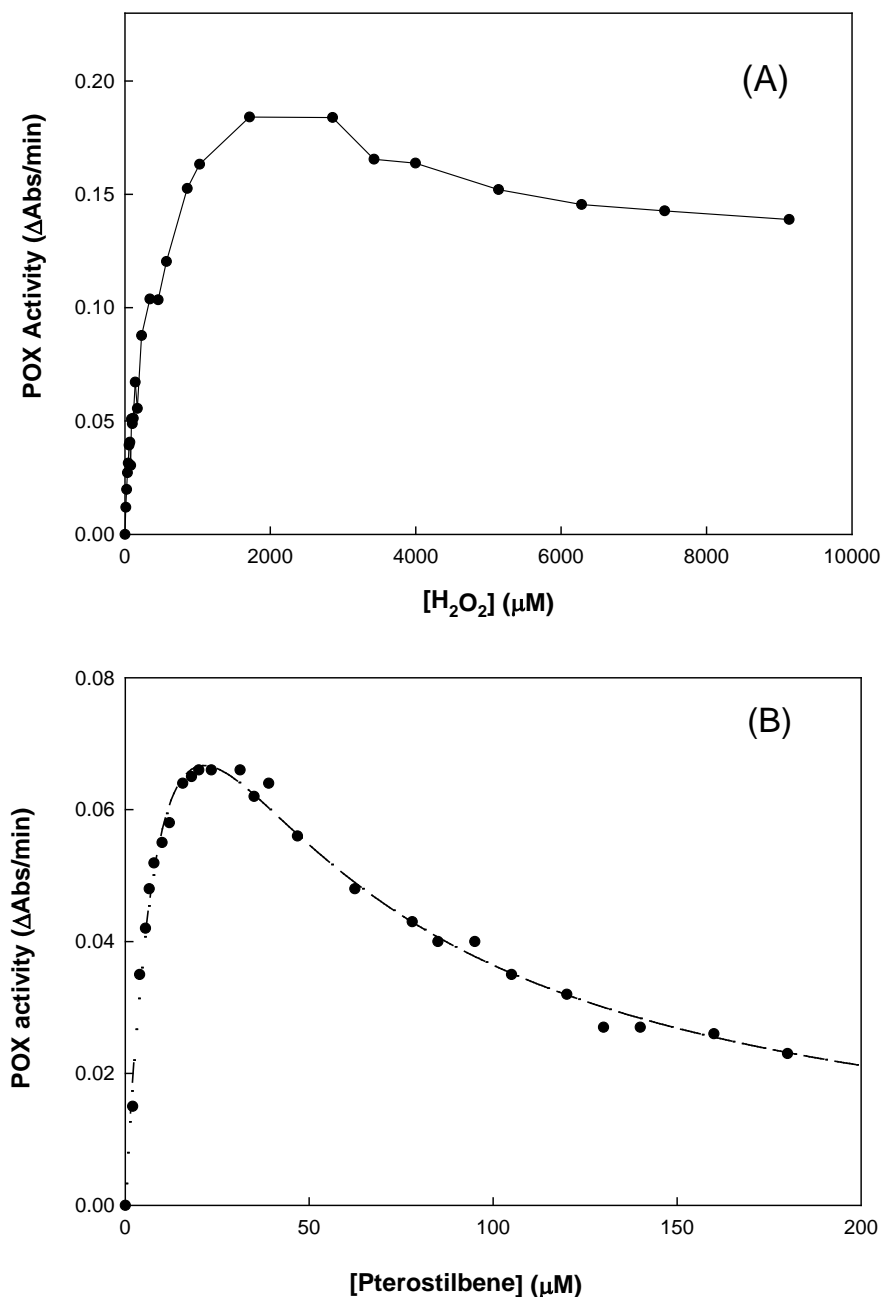 (A)
0.20
0.15
0.10
0.05
0.00
POX Activity (ΔAbs/min)
0 2000 4000 6000 8000 10000
[H₂O₂] (μM)
(B)
0.08
0.06
0.04
0.02
0.00
POX activity (ΔAbs/min)
0 50 100 150 200
[Pterostilbene] (μM)